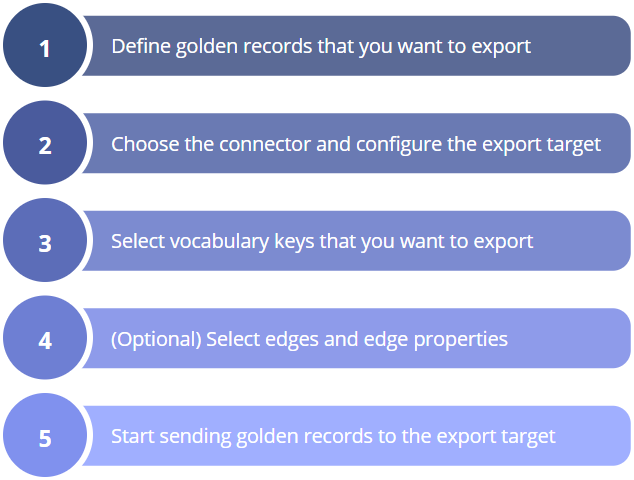 1 Define golden records that you want to export
2 Choose the connector and configure the export target
3 Select vocabulary keys that you want to export
4 (Optional) Select edges and edge properties
5 Start sending golden records to the export target